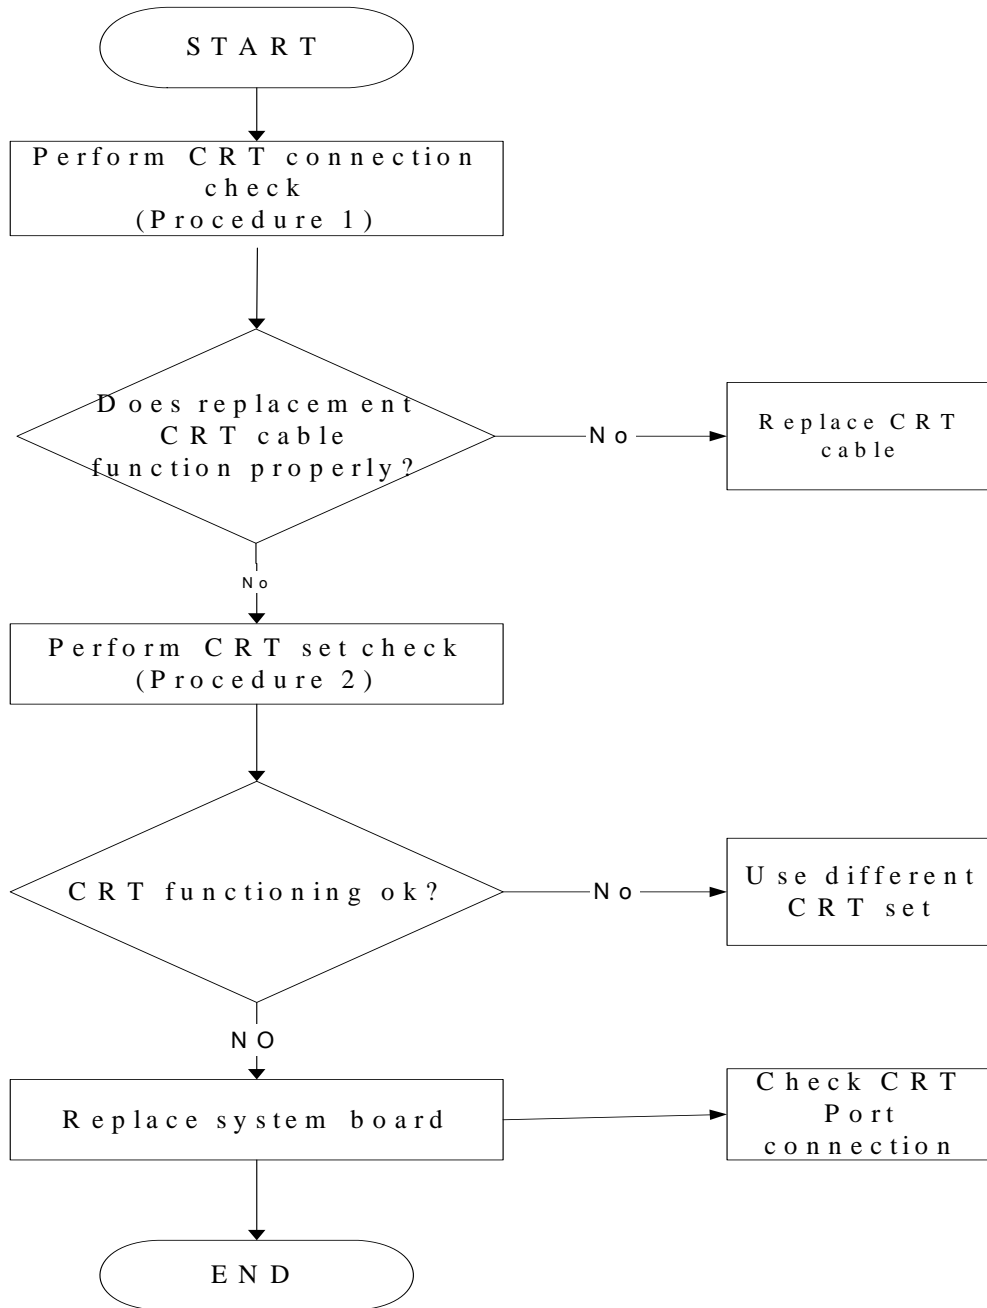 START
Perform CRT connection
check
(Procedure 1)
Does replacement
CRT cable
function properly?
No
Replace CRT
cable
No
Perform CRT set check
(Procedure 2)
CRT functioning ok?
No
Use different
CRT set
NO
Replace system board
Check CRT
Port
connection
END